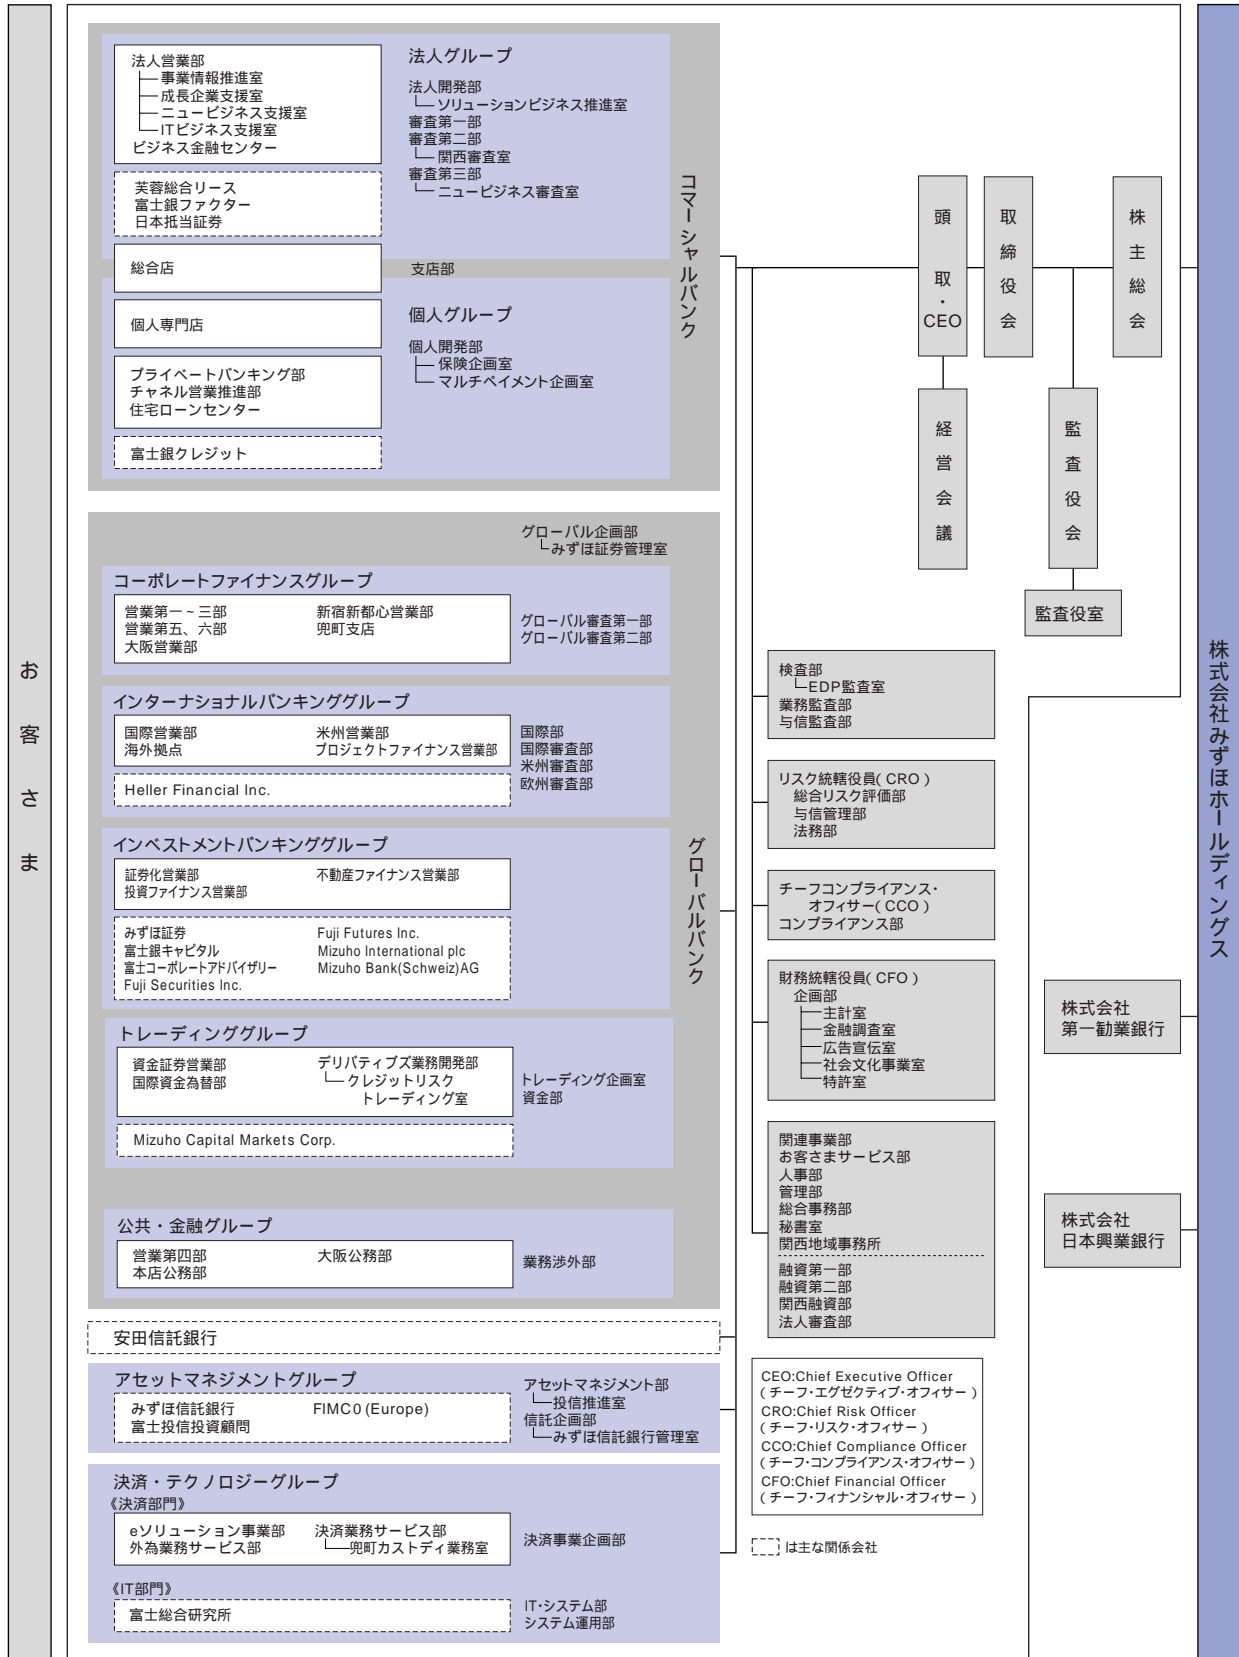 お客さま
法人営業部
事業情報推進室
成長企業支援室
ニュービジネス支援室
ITビジネス支援室
ビジネス金融センター
芙蓉総合リース
富士銀ファクター
日本抵当証券
総合店
個人専門店
プライベートバンキング部
チャネル営業推進部
住宅ローンセンター
富士銀クレジット
法人グループ
法人開発部
ソリューションビジネス推進室
審査第一部
審査第二部
関西審査室
審査第三部
ニュービジネス審査室
支店部
個人グループ
個人開発部
保険企画室
マルチペイメント企画室
コマーシャルバンク
グローバル企画部
みずほ証券管理室
コーポレートファイナンスグループ
営業第一~三部
営業第五、六部
大阪営業部
新宿新都心営業部
兜町支店
グローバル審査第一部
グローバル審査第二部
インターナショナルバンキンググループ
国際営業部
海外拠点
米州営業部
プロジェクトファイナンス営業部
Heller Financial Inc.
国際部
国際審査部
米州審査部
欧州審査部
インベストメントバンキンググループ
証券化営業部
投資ファイナンス営業部
不動産ファイナンス営業部
みずほ証券
富士銀キャピタル
富士コーポレートアドバイザリー
Fuji Securities Inc.
Fuji Futures Inc.
Mizuho International plc
Mizuho Bank(Schweiz)AG
トレーディンググループ
資金証券営業部
国際資金為替部
デリバティブズ業務開発部
クレジットリスク
トレーディング室
Mizuho Capital Markets Corp.
トレーディング企画室
資金部
公共・金融グループ
営業第四部
本店公務部
大阪公務部
業務渉外部
グローバルバンク
安田信託銀行
アセットマネジメントグループ
みずほ信託銀行
富士投信投資顧問
FIMCO(Europe)
アセットマネジメント部
投信推進室
信託企画部
みずほ信託銀行管理室
決済・テクノロジーグループ
《決済部門》
eソリューション事業部
外為業務サービス部
決済業務サービス部
兜町カストディ業務室
決済事業企画部
《IT部門》
富士総合研究所
IT・システム部
システム運用部
頭取・CEO
取締役会
株主総会
経営会議
監査役会
監査役室
検査部
EDP監査室
業務監査部
与信監査部
リスク統轄役員(CRO)
総合リスク評価部
与信管理部
法務部
チーフコンプライアンス・
オフィサー(CCO)
コンプライアンス部
財務統轄役員(CFO)
企画部
主計室
金融調査室
広告宣伝室
社会文化事業室
特許室
関連事業部
お客さまサービス部
人事部
管理部
総合事務部
秘書室
関西地域事務所
融資第一部
融資第二部
関西融資部
法人審査部
CEO:Chief Executive Officer
(チーフ・エグゼクティブ・オフィサー)
CRO:Chief Risk Officer
(チーフ・リスク・オフィサー)
CCO:Chief Compliance Officer
(チーフ・コンプライアンス・オフィサー)
CFO:Chief Financial Officer
(チーフ・フィナンシャル・オフィサー)
は主な関係会社
株式会社
第一勧業銀行
株式会社
日本興業銀行
株式会社みずほホールディングス